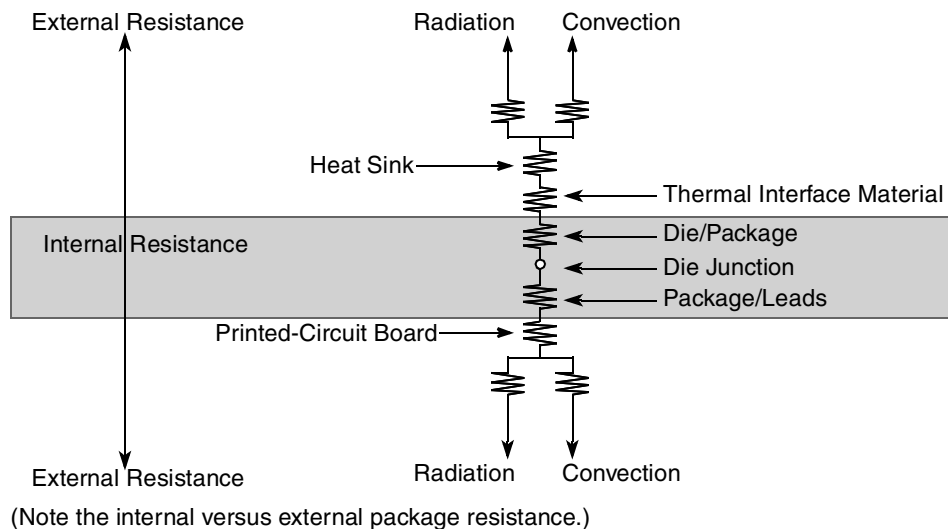 External Resistance
Radiation
Convection
Heat Sink
Thermal Interface Material
Internal Resistance
Die/Package
Die Junction
Package/Leads
Printed-Circuit Board
External Resistance
Radiation
Convection
(Note the internal versus external package resistance.)